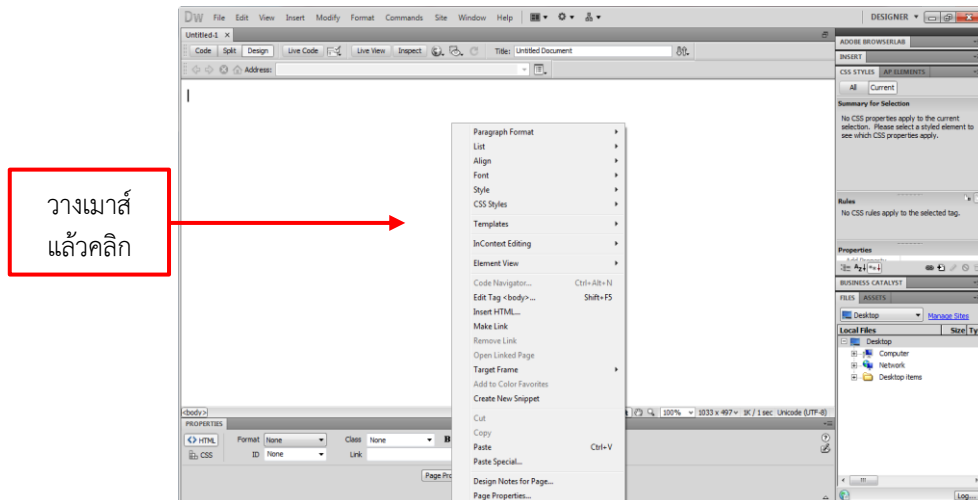 DW File Edit View Insert Modify Format Commands Site Window Help DESIGNER
Untitled-1 ×
Code Split Design Live Code Live View Inspect Title: Untitled Document
Address:
วางเมาส์
แล้วคลิก
Paragraph Format
List
Align
Font
Style
CSS Styles
Templates
InContext Editing
Element View
Code Navigator... Ctrl+Alt+N
Edit Tag <body>... Shift+F5
Insert HTML...
Make Link
Remove Link
Open Linked Page
Target Frame
Add to Color Favorites
Create New Snippet
Cut
Copy
Paste Ctrl+V
Paste Special...
Design Notes for Page...
Page Properties...
<body> 100% 1033 x 497 1K / 1 sec Unicode (UTF-8)
PROPERTIES
<> HTML Format None Class None B
CSS ID None Link
Page Pro
ADOBE BROWSERLAB
INSERT
CSS STYLES AP ELEMENTS
All Current
Summary for Selection
No CSS properties apply to the current
selection. Please select a styled element to
see which CSS properties apply.
Rules
No CSS rules apply to the selected tag.
Properties
BUSINESS CATALYST
FILES ASSETS
Desktop Manage Sites
Local Files Size Ty
Desktop
Computer
Network
Desktop items
Log...